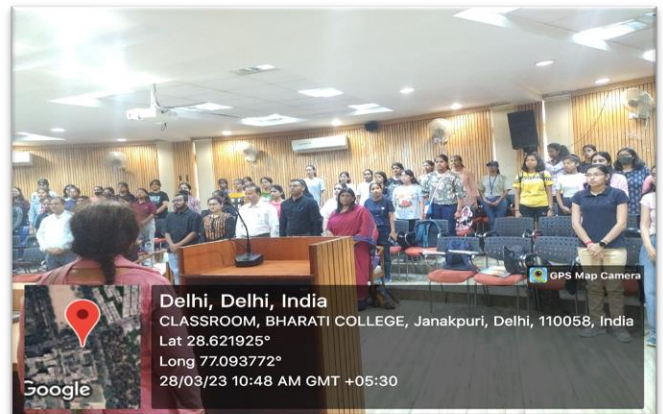 GPS Map Camera
Delhi, Delhi, India
CLASSROOM, BHARATI COLLEGE, Janakpuri, Delhi, 110058, India
Lat 28.621925°
Long 77.093772°
28/03/23 10:48 AM GMT +05:30
Google